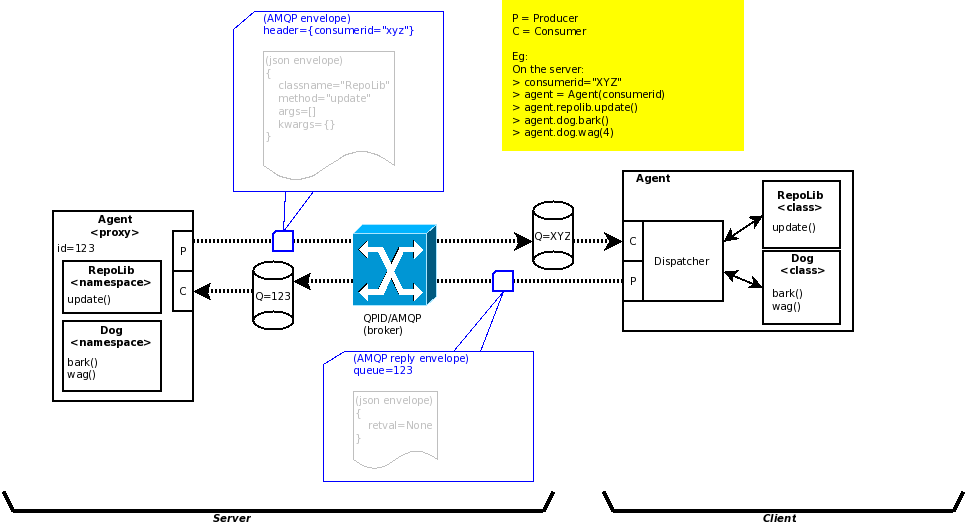 (AMQP envelope)
header={consumerid="xyz"}
(json envelope)
{
classname="RepoLib"
method="update"
args=[]
kwargs={}
}
P = Producer
C = Consumer
Eg:
On the server:
> consumerid="XYZ"
> agent = Agent(consumerid)
> agent.repolib.update()
> agent.dog.bark()
> agent.dog.wag(4)
Agent
<proxy>
id=123
RepoLib
<namespace>
update()
Dog
<namespace>
bark()
wag()
P
C
Q=123
QPID/AMQP
(broker)
Q=XYZ
Agent
C
P
Dispatcher
RepoLib
<class>
update()
Dog
<class>
bark()
wag()
(AMQP reply envelope)
queue=123
(json envelope)
{
retval=None
}
Server
Client